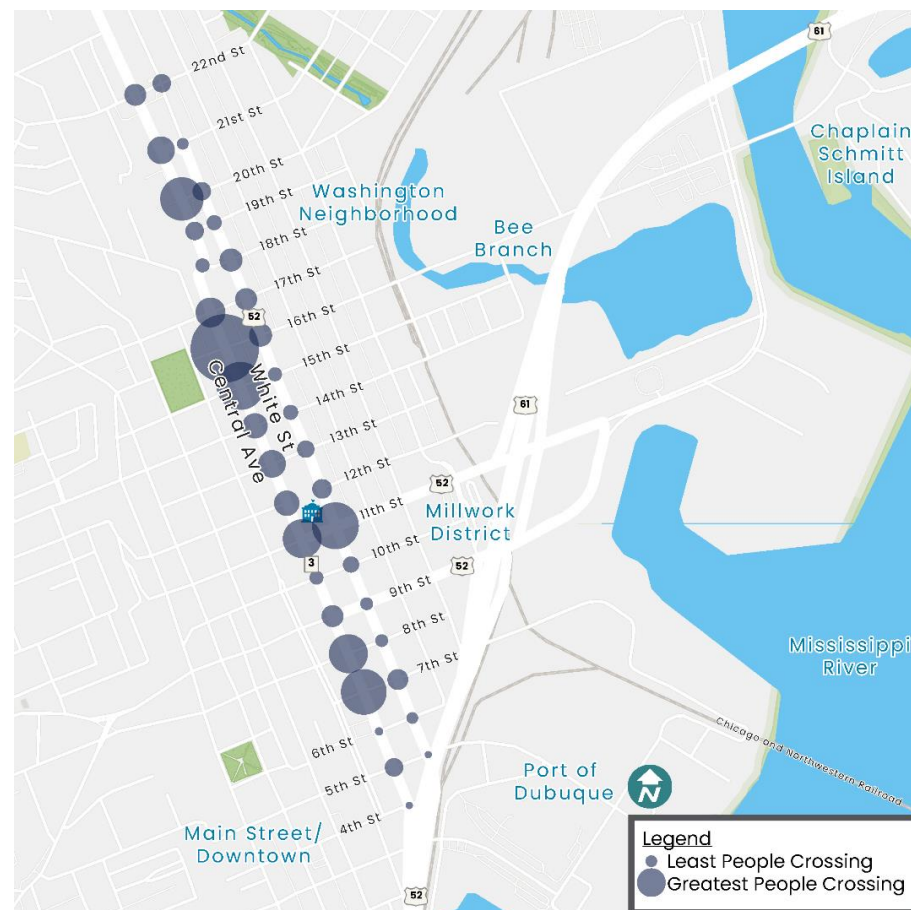 61
22nd St
21st St
Chaplain
Schmitt
Island
20th St
Washington
Neighborhood
19th St
Bee
Branch
18th St
17th St
52
16th St
15th St
White St
Central Ave
14th St
61
13th St
12th St
52
11th St
Millwork
District
10th St
3
52
9th St
8th St
Mississippi
River
7th St
6th St
Chicago and Northwestern Railroad
Port of
Dubuque
N
5th St
4th St
Main Street/
Downtown
52
Legend
Least People Crossing
Greatest People Crossing